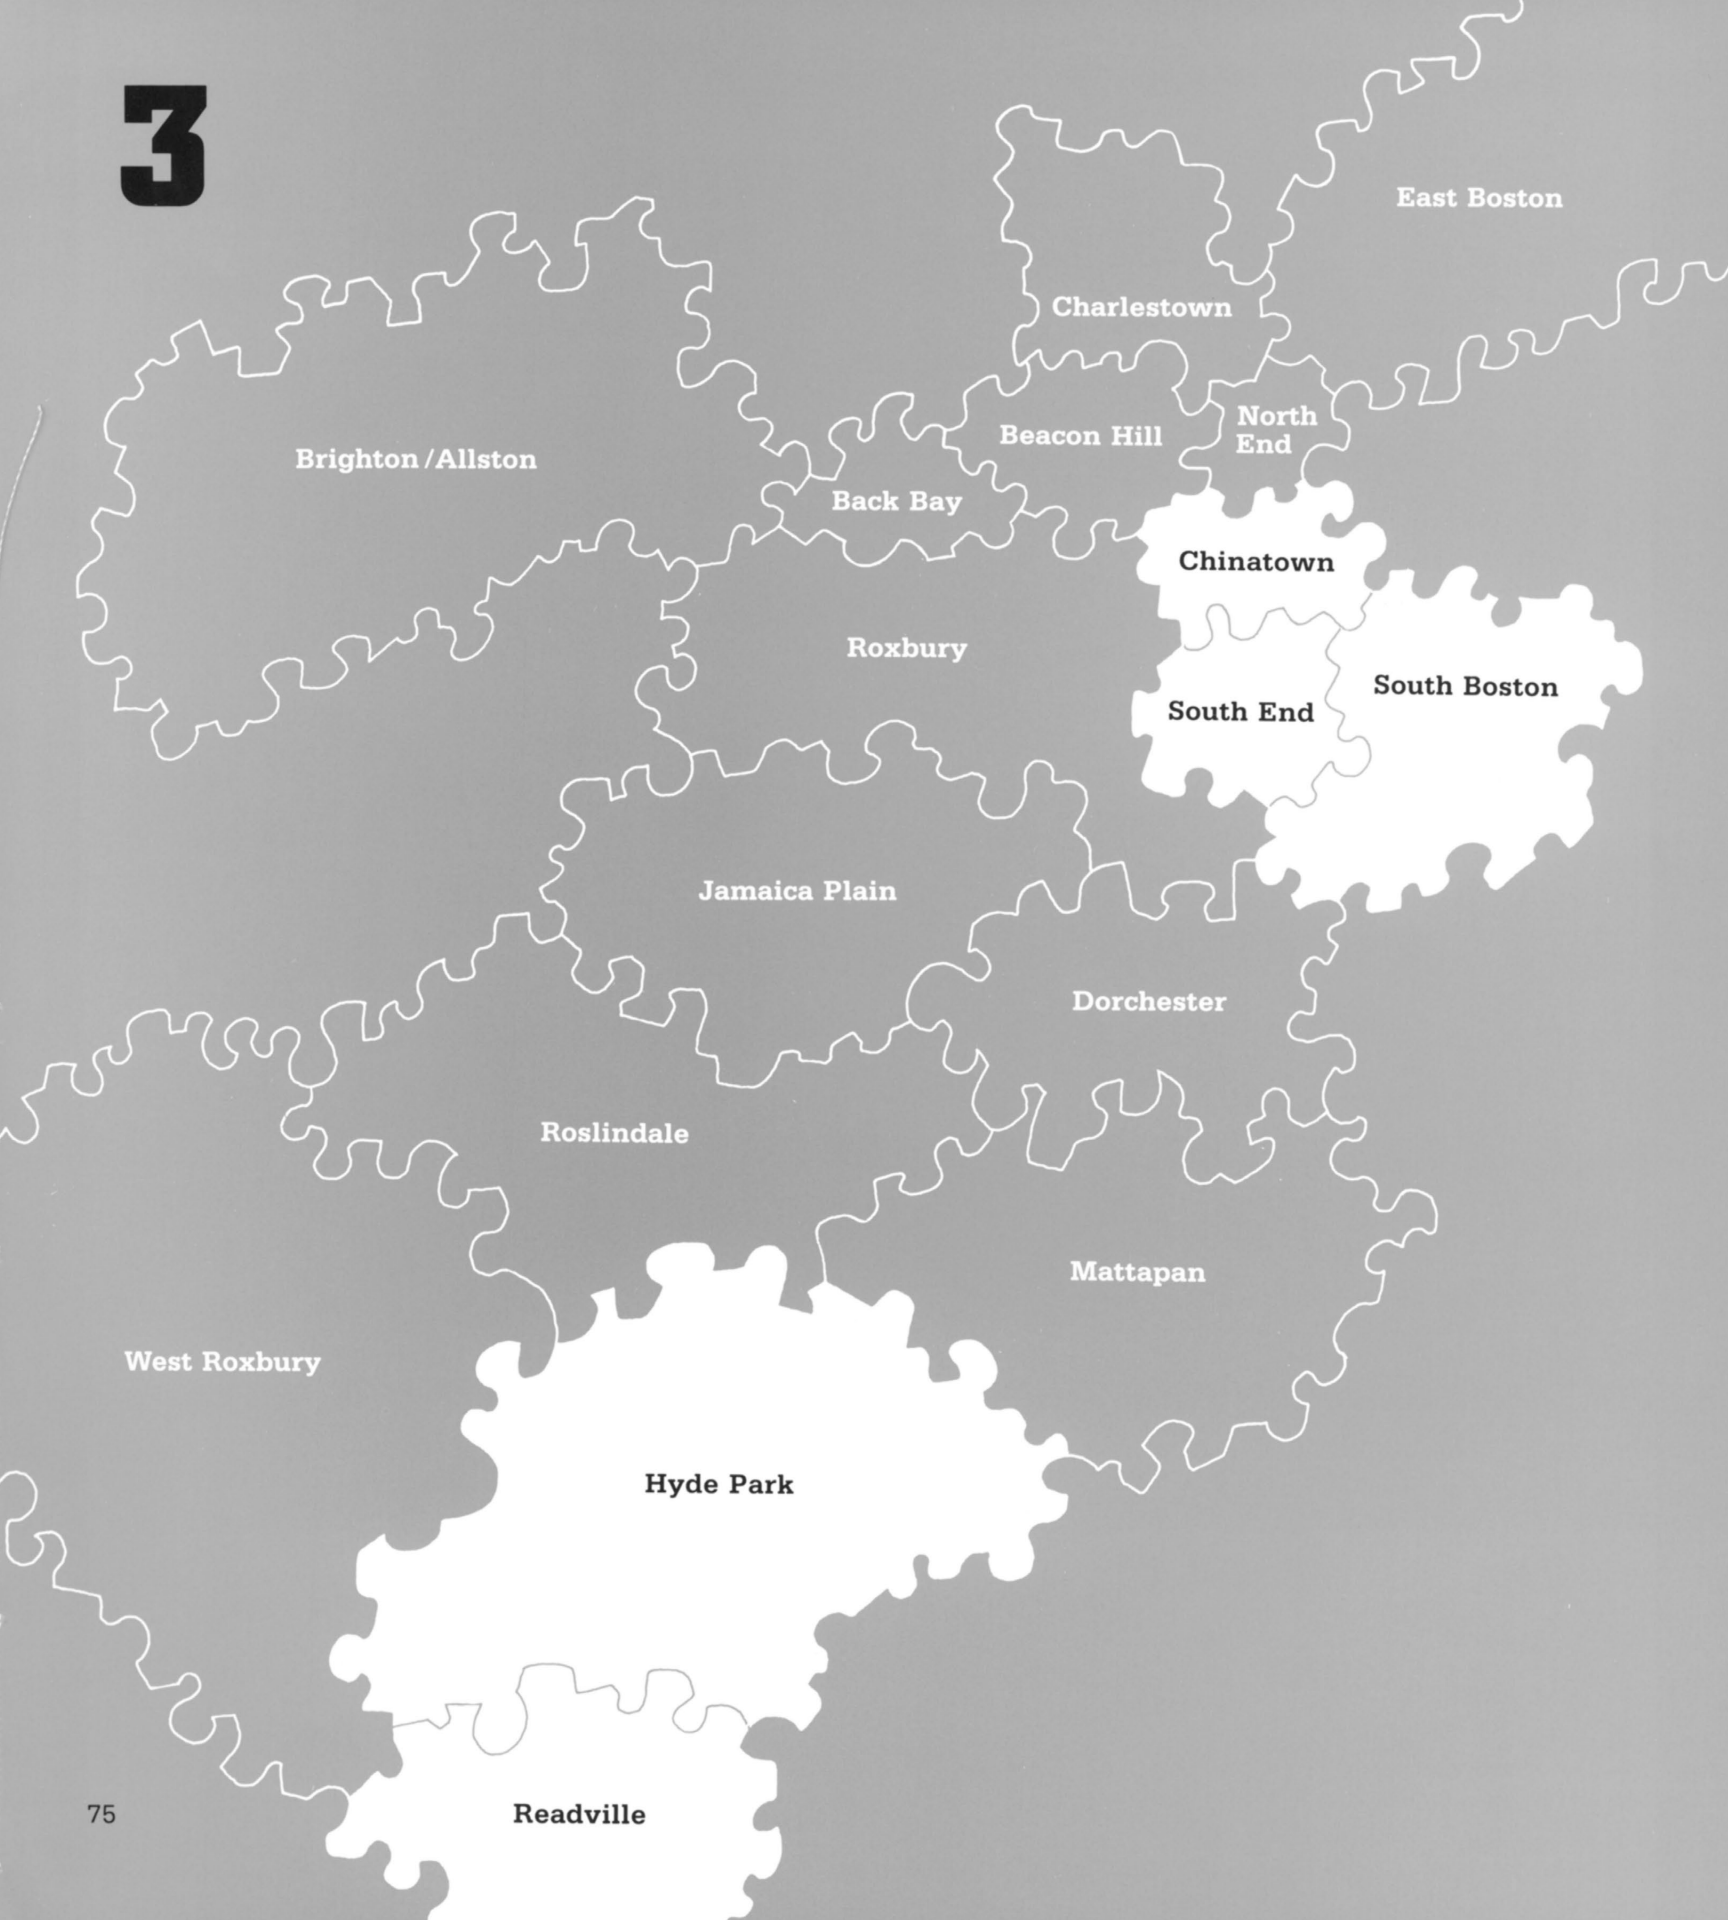 3
East Boston
Charlestown
North
End
Beacon Hill
Brighton/Allston
Back Bay
Chinatown
Roxbury
South Boston
South End
Jamaica Plain
Dorchester
Roslindale
Mattapan
West Roxbury
Hyde Park
Readville
75